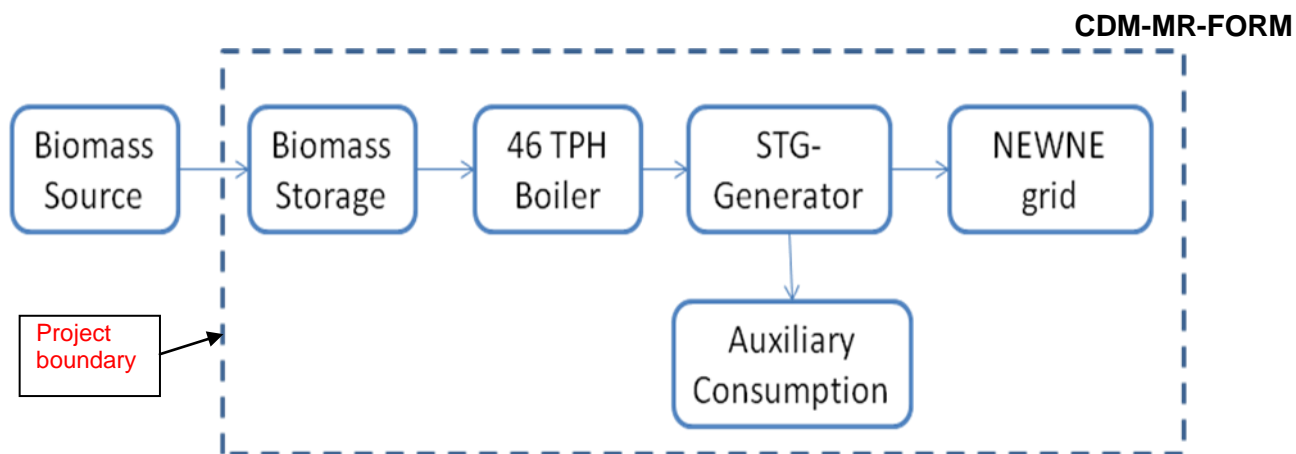 CDM-MR-FORM
Biomass
Source
Biomass
Storage
46 TPH
Boiler
STG-
Generator
NEWNE
grid
Project
boundary
Auxiliary
Consumption